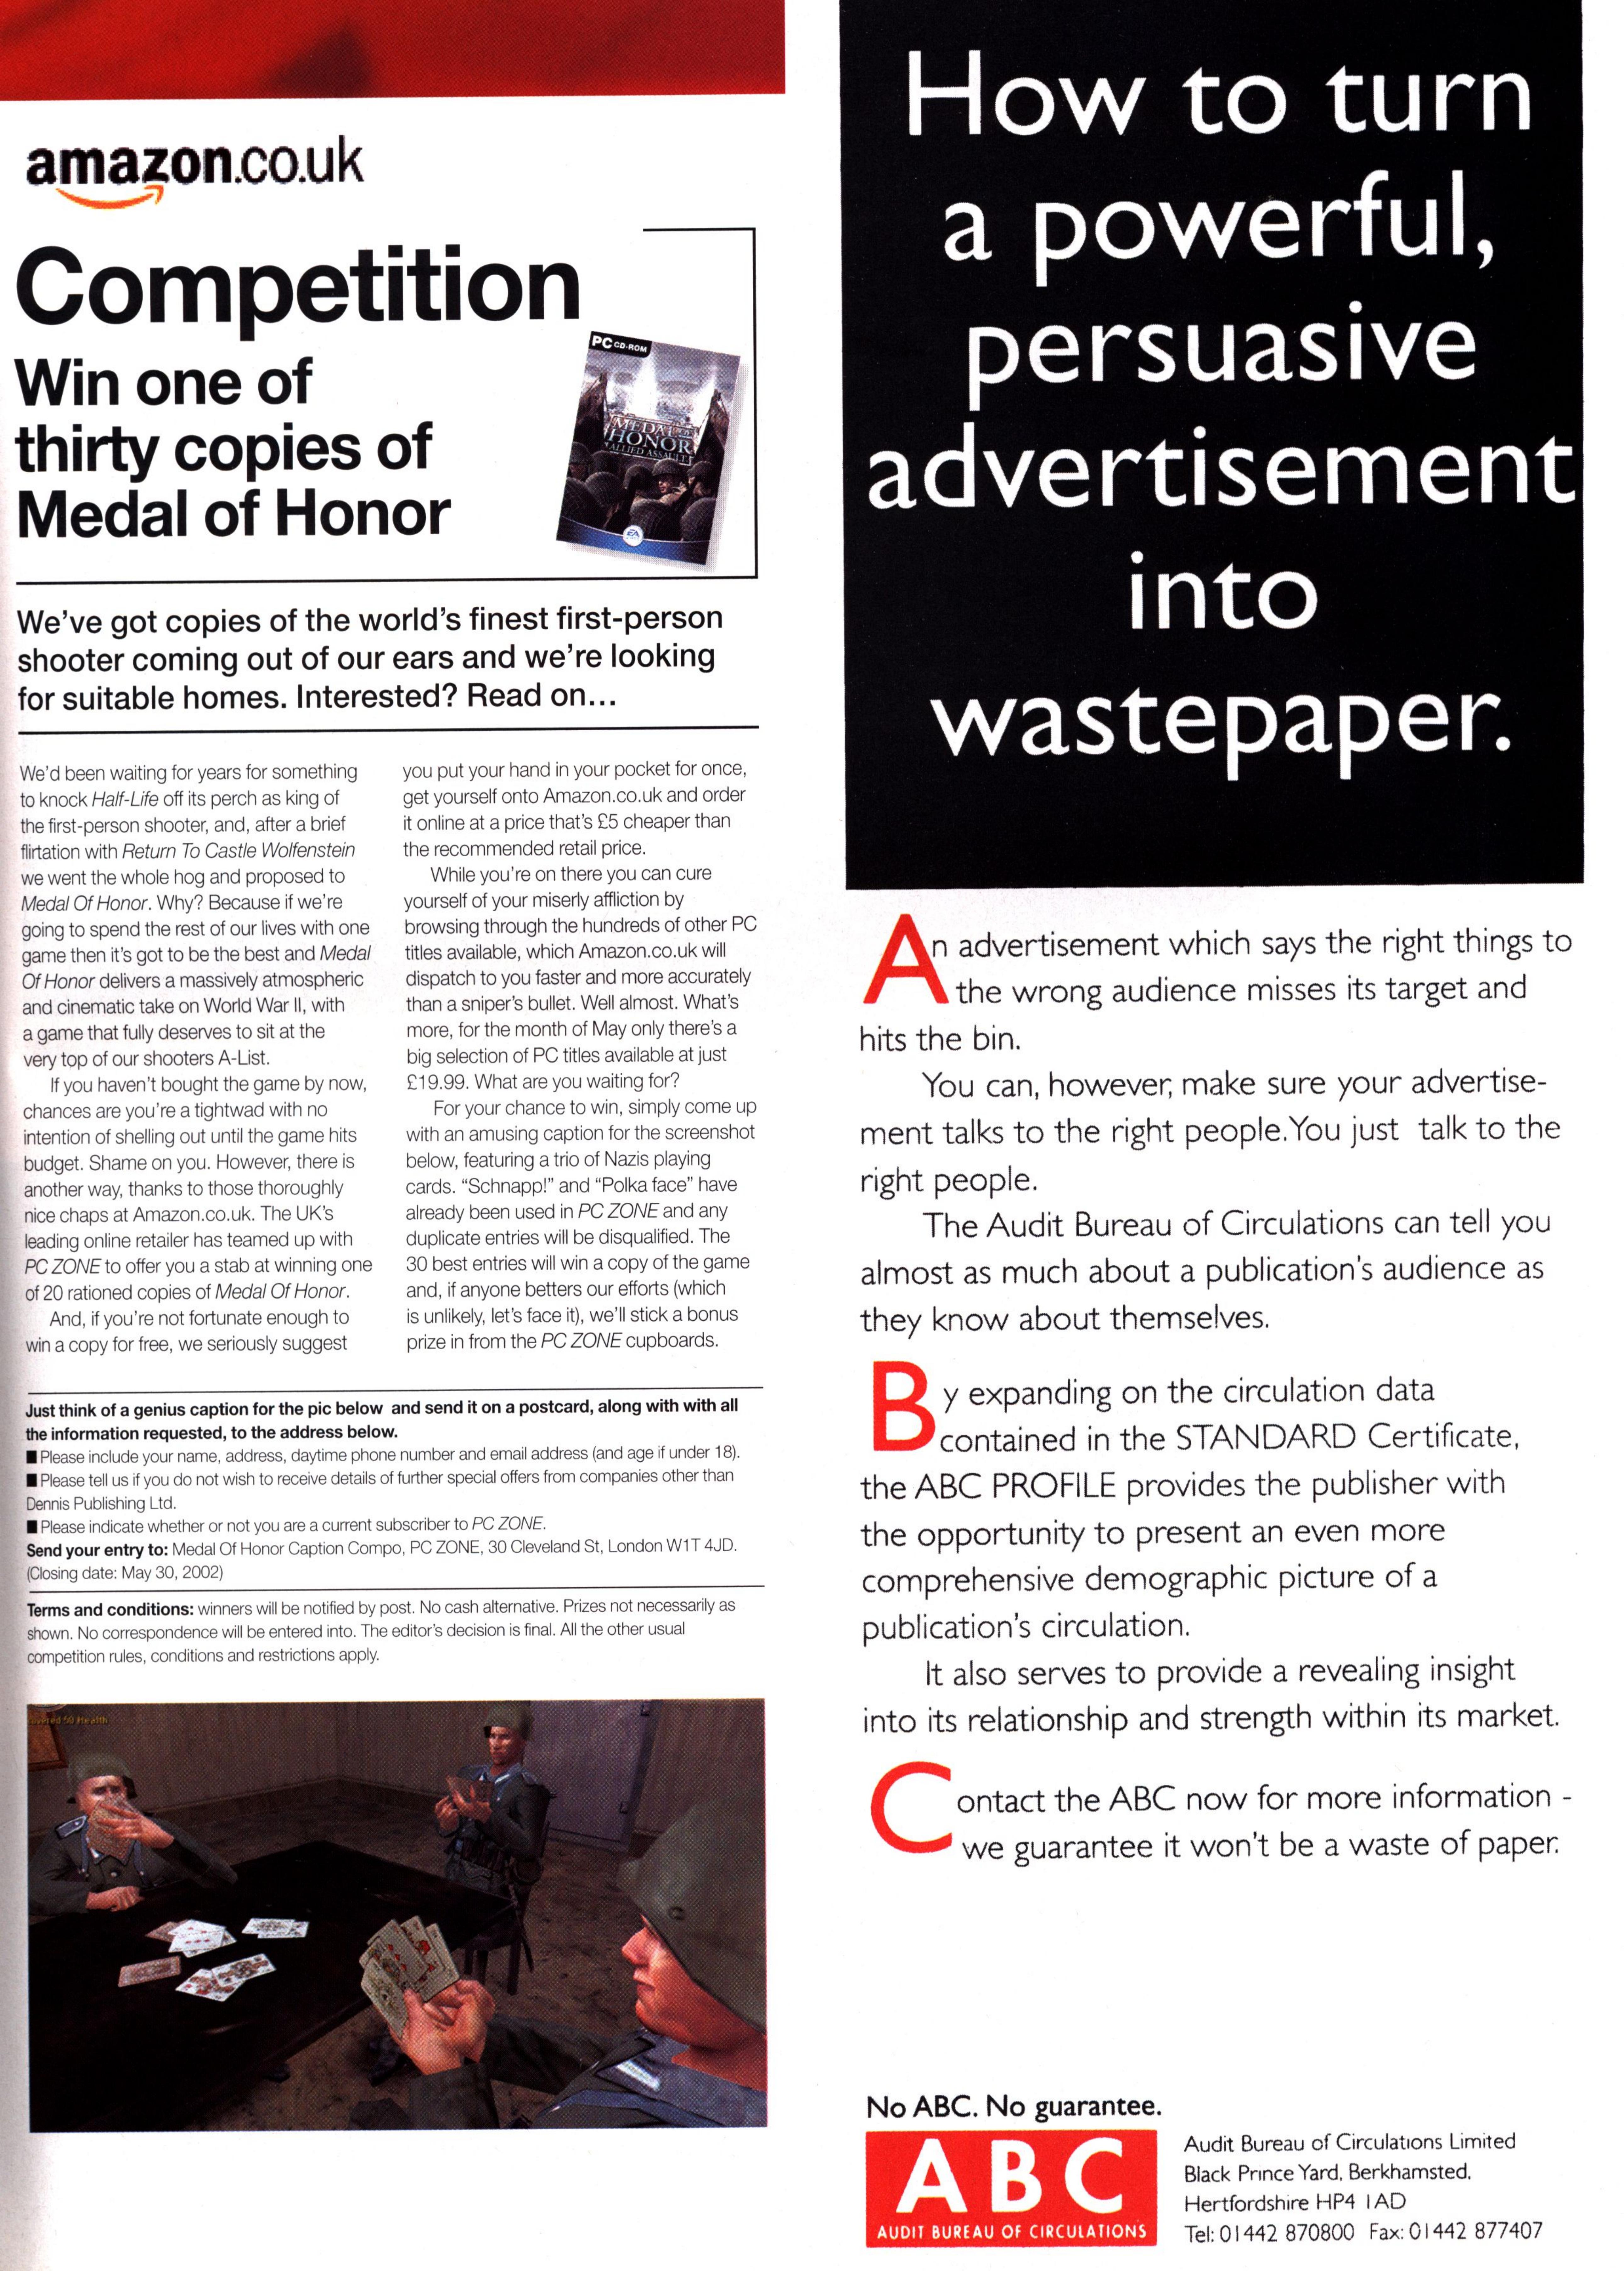 amazon.co.uk
Competition
Win one of
thirty copies of
Medal of Honor
PC CD-ROM
MEDAL OF
HONOR
ALLIED ASSAULT
EA
We've got copies of the world's finest first-person
shooter coming out of our ears and we're looking
for suitable homes. Interested? Read on...
We'd been waiting for years for something
to knock Half-Life off its perch as king of
the first-person shooter, and, after a brief
flirtation with Return To Castle Wolfenstein
we went the whole hog and proposed to
Medal Of Honor. Why? Because if we're
going to spend the rest of our lives with one
game then it's got to be the best and Medal
Of Honor delivers a massively atmospheric
and cinematic take on World War II, with
a game that fully deserves to sit at the
very top of our shooters A-List.
If you haven't bought the game by now,
chances are you're a tightwad with no
intention of shelling out until the game hits
budget. Shame on you. However, there is
another way, thanks to those thoroughly
nice chaps at Amazon.co.uk. The UK's
leading online retailer has teamed up with
PC ZONE to offer you a stab at winning one
of 20 rationed copies of Medal Of Honor.
And, if you're not fortunate enough to
win a copy for free, we seriously suggest
you put your hand in your pocket for once,
get yourself onto Amazon.co.uk and order
it online at a price that's £5 cheaper than
the recommended retail price.
While you're on there you can cure
yourself of your miserly affliction by
browsing through the hundreds of other PC
titles available, which Amazon.co.uk will
dispatch to you faster and more accurately
than a sniper's bullet. Well almost. What's
more, for the month of May only there's a
big selection of PC titles available at just
£19.99. What are you waiting for?
For your chance to win, simply come up
with an amusing caption for the screenshot
below, featuring a trio of Nazis playing
cards. “Schnapp!” and “Polka face” have
already been used in PC ZONE and any
duplicate entries will be disqualified. The
30 best entries will win a copy of the game
and, if anyone betters our efforts (which
is unlikely, let's face it), we'll stick a bonus
prize in from the PC ZONE cupboards.
Just think of a genius caption for the pic below and send it on a postcard, along with with all
the information requested, to the address below.
■ Please include your name, address, daytime phone number and email address (and age if under 18).
■ Please tell us if you do not wish to receive details of further special offers from companies other than
Dennis Publishing Ltd.
■ Please indicate whether or not you are a current subscriber to PC ZONE.
Send your entry to: Medal Of Honor Caption Compo, PC ZONE, 30 Cleveland St, London W1T 4JD.
(Closing date: May 30, 2002)
Terms and conditions: winners will be notified by post. No cash alternative. Prizes not necessarily as
shown. No correspondence will be entered into. The editor's decision is final. All the other usual
competition rules, conditions and restrictions apply.
50 Health
How to turn
a powerful,
persuasive
advertisement
into
wastepaper.
An advertisement which says the right things to
the wrong audience misses its target and
hits the bin.
You can, however, make sure your advertise-
ment talks to the right people. You just talk to the
right people.
The Audit Bureau of Circulations can tell you
almost as much about a publication's audience as
they know about themselves.
By expanding on the circulation data
contained in the STANDARD Certificate,
the ABC PROFILE provides the publisher with
the opportunity to present an even more
comprehensive demographic picture of a
publication's circulation.
It also serves to provide a revealing insight
into its relationship and strength within its market.
Contact the ABC now for more information -
we guarantee it won't be a waste of paper.
No ABC. No guarantee.
ABC
AUDIT BUREAU OF CIRCULATIONS
Audit Bureau of Circulations Limited
Black Prince Yard, Berkhamsted,
Hertfordshire HP4 1AD
Tel: 01442 870800 Fax: 01442 877407